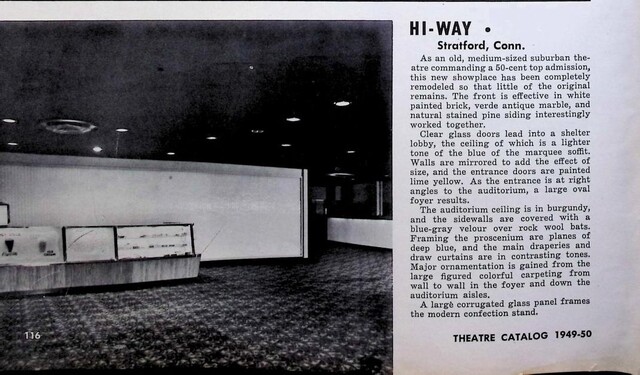 HI-WAY •
Stratford, Conn.
As an old, medium-sized suburban the-
atre commanding a 50-cent top admission,
this new showplace has been completely
remodeled so that little of the original
remains. The front is effective in white
painted brick, verde antique marble, and
natural stained pine siding interestingly
worked together.
Clear glass doors lead into a shelter
lobby, the ceiling of which is a lighter
tone of the blue of the marquee soffit.
Walls are mirrored to add the effect of
size, and the entrance doors are painted
lime yellow. As the entrance is at right
angles to the auditorium, a large oval
foyer results.
The auditorium ceiling is in burgundy,
and the sidewalls are covered with a
blue-gray velour over rock wool bats.
Framing the proscenium are planes of
deep blue, and the main draperies and
draw curtains are in contrasting tones.
Major ornamentation is gained from the
large figured colorful carpeting from
wall to wall in the foyer and down the
auditorium aisles.
A large corrugated glass panel frames
the modern confection stand.
116
THEATRE CATALOG 1949-50